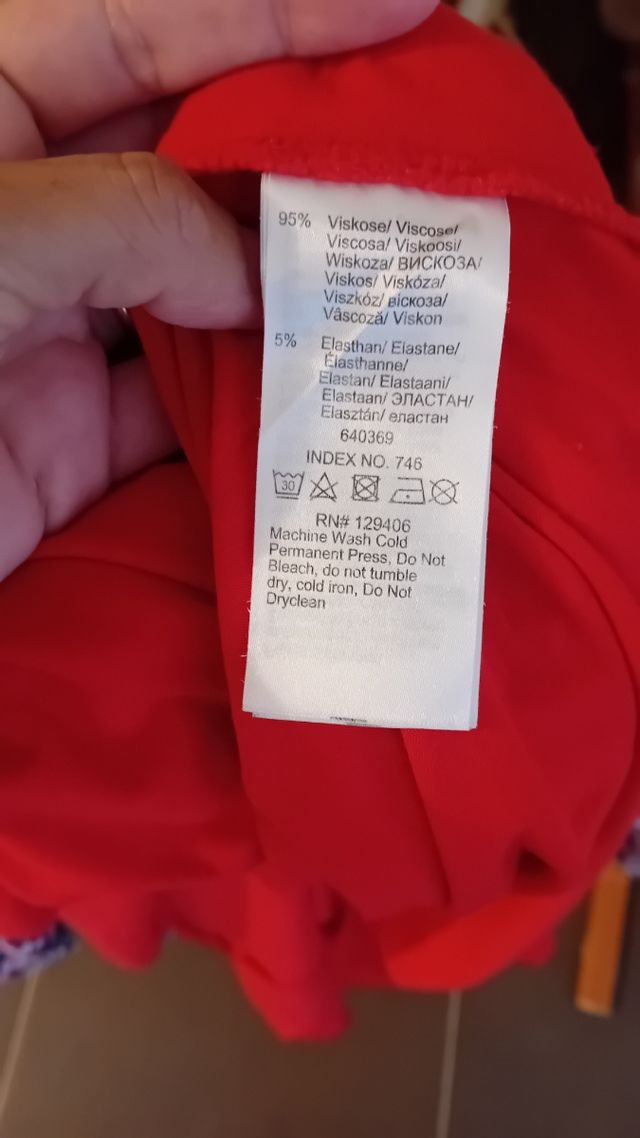 95% Viskose/ Viscose/
Viscosa/ Viskoosi/
Wiskoza/ ВИСКОЗА/
Viskos/ Viskóza/
Viszkóz/ віскоза/
Vâscoză/ Viskon
5% Elasthan/ Elastane/
Élasthanne/
Elastan/ Elastaani/
Elastaan/ ЭЛАСТАН/
Elasztán/ еластан
640369
INDEX NO. 746
30
RN# 129406
Machine Wash Cold
Permanent Press, Do Not
Bleach, do not tumble
dry, cold iron, Do Not
Dryclean